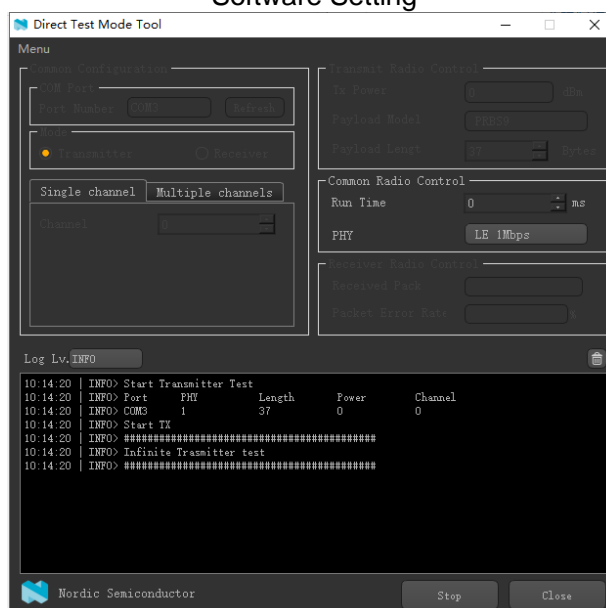 Software Setting
Direct Test Mode Tool
Menu
Common Configuration
COM Port
Port Number COM3 Refresh
Mode
Transmitter Receiver
Single channel Multiple channels
Channel 0
Transmit Radio Cont
Tx Power 0 dBm
Payload Model PRBS9
Payload Lengt 37 Bytes
Common Radio Control
Run Time 0 ms
PHY LE 1Mbps
Receiver Radio Cont
Received Pack
Packet Error Rat %
Log Lv. INFO
10:14:20 | INFO> Start Transmitter Test
10:14:20 | INFO> Port PHY Length Power Channel
10:14:20 | INFO> COM3 1 37 0 0
10:14:20 | INFO> Start TX
10:14:20 | INFO> ##########################################
10:14:20 | INFO> Infinite Trasmitter test
10:14:20 | INFO> ##########################################
Nordic Semiconductor Stop Close